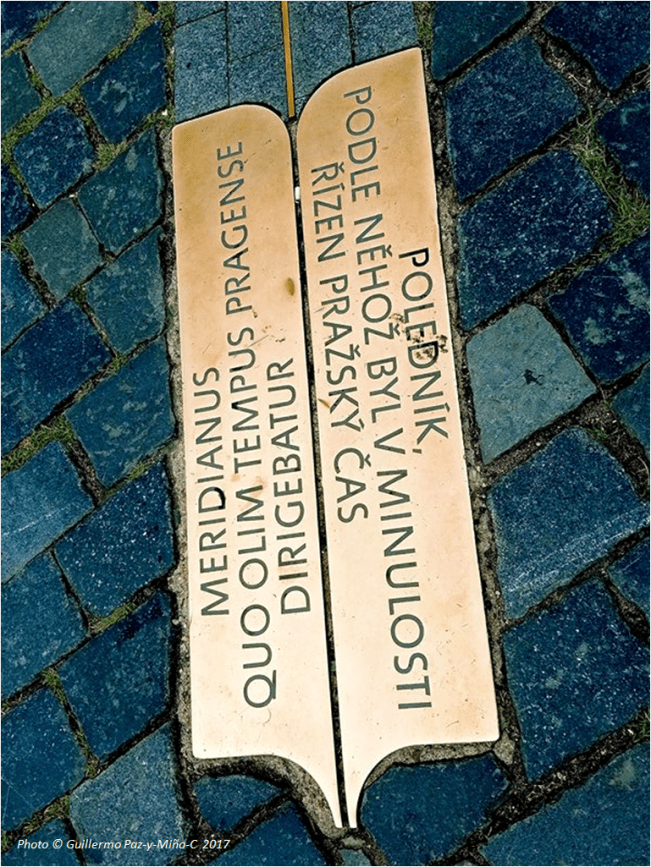 MERIDIANUS
QUO OLIM TEMPUS PRAGENSE
DIRIGEBATUR
POLEDNÍK,
PODLE NĚHOŽ BYL V MINULOSTI
ŘÍZEN PRAŽSKÝ ČAS
Photo © Guillermo Paz-y-Miño-C 2017